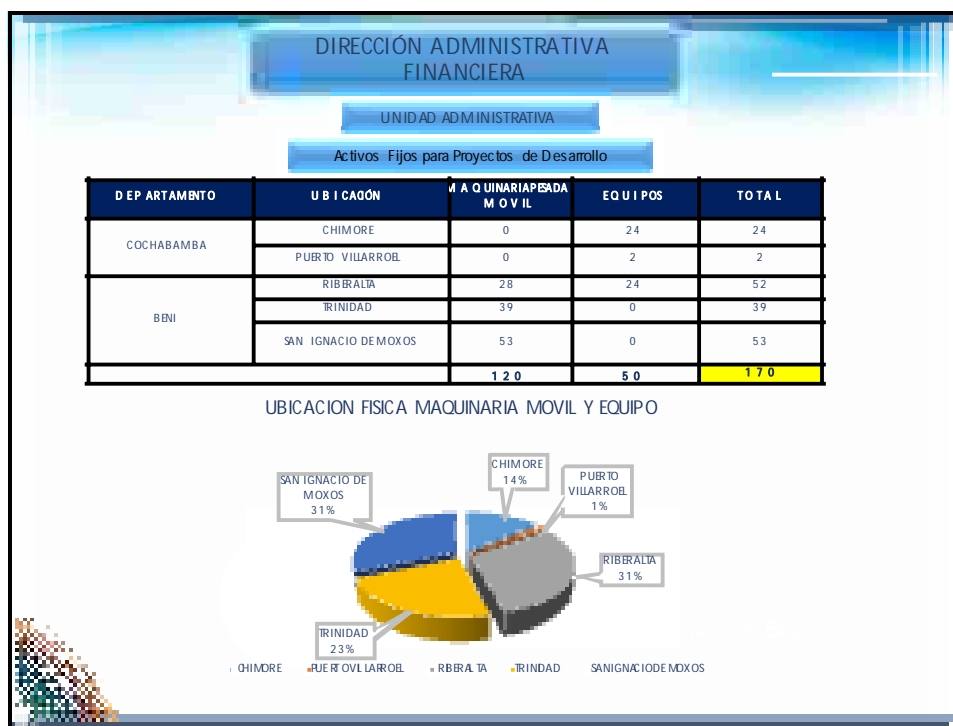 DIRECCIÓN ADMINISTRATIVA
FINANCIERA
UNIDAD ADMINISTRATIVA
Activos Fijos para Proyectos de Desarrollo
DEPARTAMENTO UBICACIÓN MAQUINARIA PESADA MOVIL EQUIPOS TOTAL
COCHABAMBA CHIMORE 0 24 24
PUERTO VILLARROEL 0 2 2
BENI RIBERALTA 28 24 52
TRINIDAD 39 0 39
SAN IGNACIO DE MOXOS 53 0 53
120 50 170
UBICACION FISICA MAQUINARIA MOVIL Y EQUIPO
CHIMORE
14%
PUERTO
VILLARROEL
1%
SAN IGNACIO DE
MOXOS
31%
RIBERALTA
31%
TRINIDAD
23%
CHIMORE PUERTO VILLARROEL RIBERALTA TRINIDAD SAN IGNACIO DE MOXOS